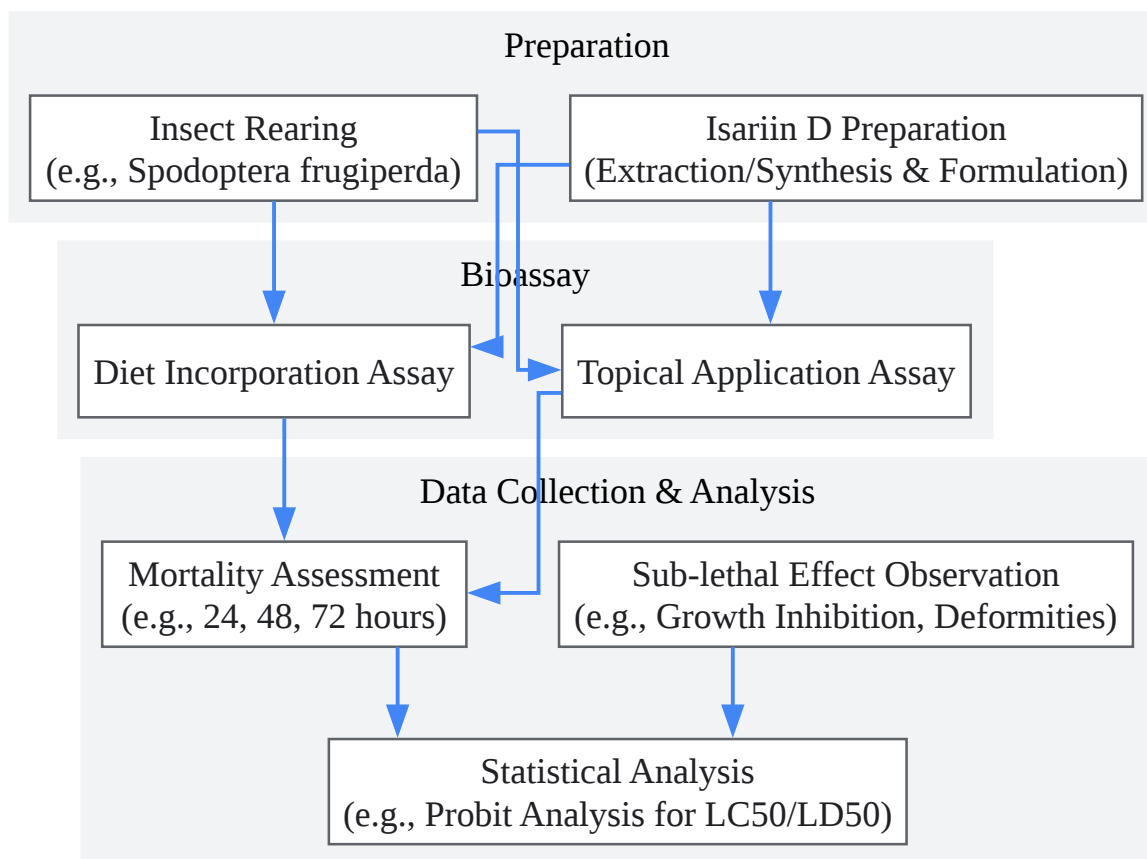 Preparation
Insect Rearing
(e.g., Spodoptera frugiperda)
Isariin D Preparation
(Extraction/Synthesis & Formulation)
Bioassay
Diet Incorporation Assay
Topical Application Assay
Data Collection & Analysis
Mortality Assessment
(e.g., 24, 48, 72 hours)
Sub-lethal Effect Observation
(e.g., Growth Inhibition, Deformities)
Statistical Analysis
(e.g., Probit Analysis for LC50/LD50)